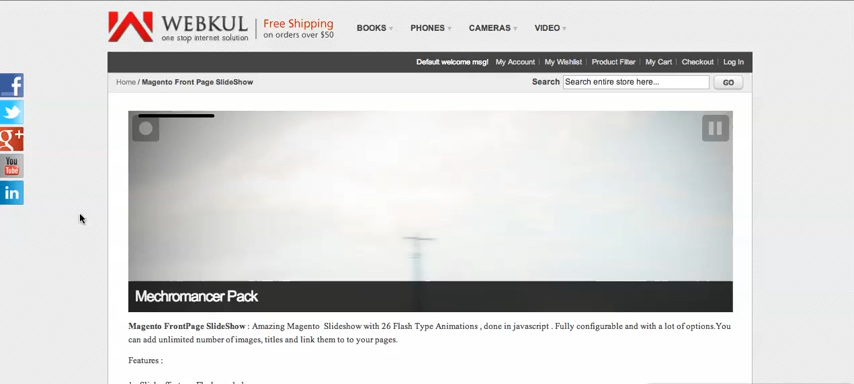 WEBKUL
one stop internet solution
Free Shipping
on orders over $50
BOOKS PHONES CAMERAS VIDEO
Default welcome msg! My Account My Wishlist Product Filter My Cart Checkout Log In
Home / Magento Front Page SlideShow
Search Search entire store here... GO
f
g+
You
Tube
in
Mechromancer Pack
Magento FrontPage SlideShow : Amazing Magento Slideshow with 26 Flash Type Animations , done in javascript . Fully configurable and with a lot of options.You
can add unlimited number of images, titles and link them to to your pages.
Features :